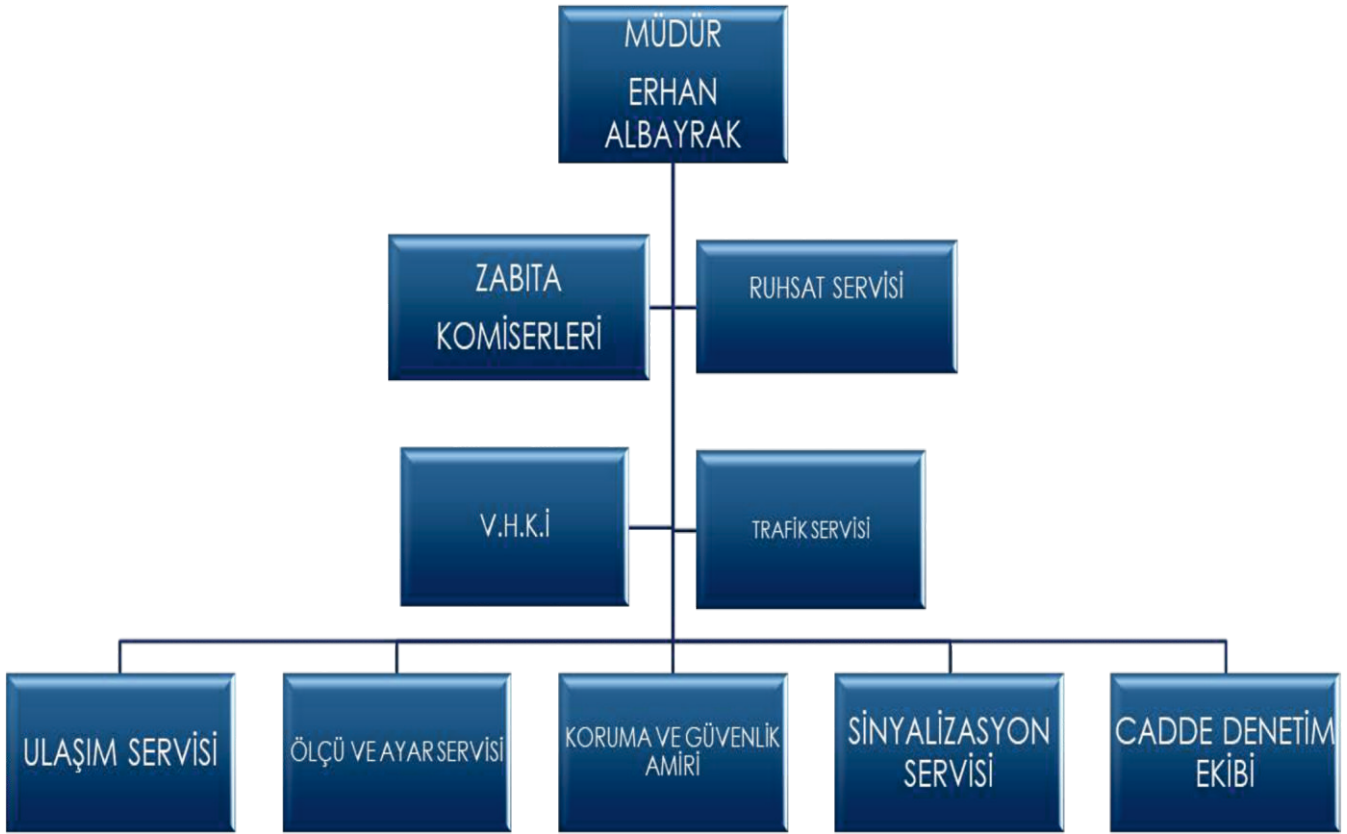 MÜDÜR
ERHAN
ALBAYRAK
ZABITA
KOMİSERLERİ
RUHSAT SERVİSİ
V.H.K.İ
TRAFİK SERVİSİ
ULAŞIM SERVİSİ
ÖLÇÜ VE AYAR SERVİSİ
KORUMA VE GÜVENLİK
AMİRİ
SİNYALİZASYON
SERVİSİ
CADDE DENETİM
EKİBİ